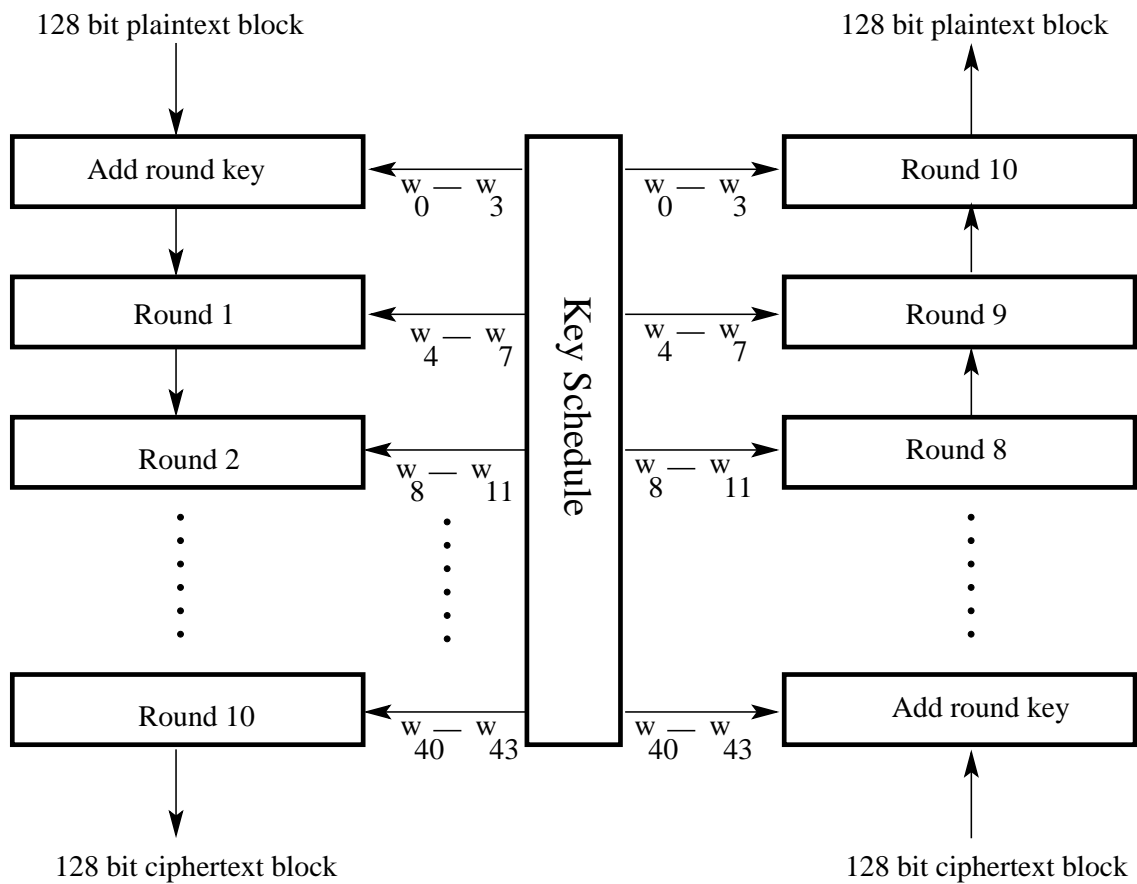 128 bit plaintext block
128 bit plaintext block
Add round key
w0 — w3
w0 — w3
Round 10
Round 1
w4 — w7
w4 — w7
Round 9
Key Schedule
Round 2
w8 — w11
w8 — w11
Round 8
Round 10
w40 — w43
w40 — w43
Add round key
128 bit ciphertext block
128 bit ciphertext block